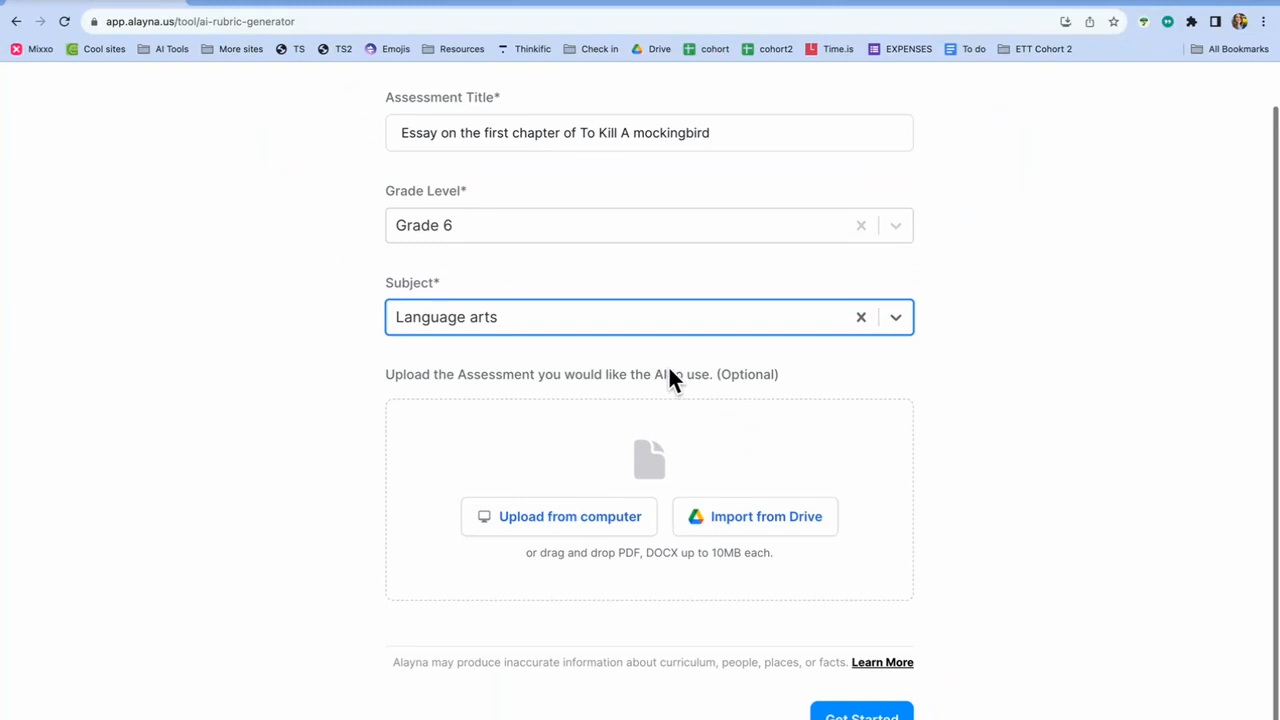 app.alayna.us/tool/ai-rubric-generator
Mixxo Cool sites AI Tools More sites TS TS2 Emojis Resources Thinkific Check in Drive cohort cohort2 Time.is EXPENSES To do ETT Cohort 2 All Bookmarks
Assessment Title*
Essay on the first chapter of To Kill A mockingbird
Grade Level*
Grade 6
Subject*
Language arts
Upload the Assessment you would like the AI use. (Optional)
Upload from computer Import from Drive
or drag and drop PDF, DOCX up to 10MB each.
Alayna may produce inaccurate information about curriculum, people, places, or facts. Learn More
Get Started